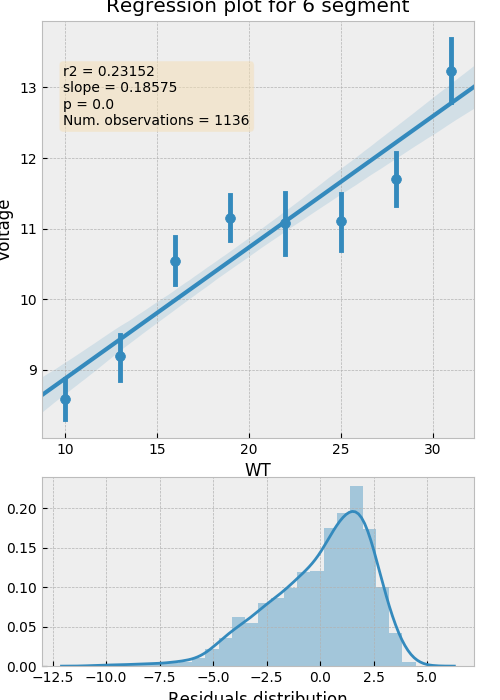 Regression plot for 6 segment
r2 = 0.23152
slope = 0.18575
p = 0.0
Num. observations = 1136
13
12
11
10
9
Voltage
10 15 20 25 30
WT
0.20
0.15
0.10
0.05
0.00
−12.5 −10.0 −7.5 −5.0 −2.5 0.0 2.5 5.0
Residuals distribution